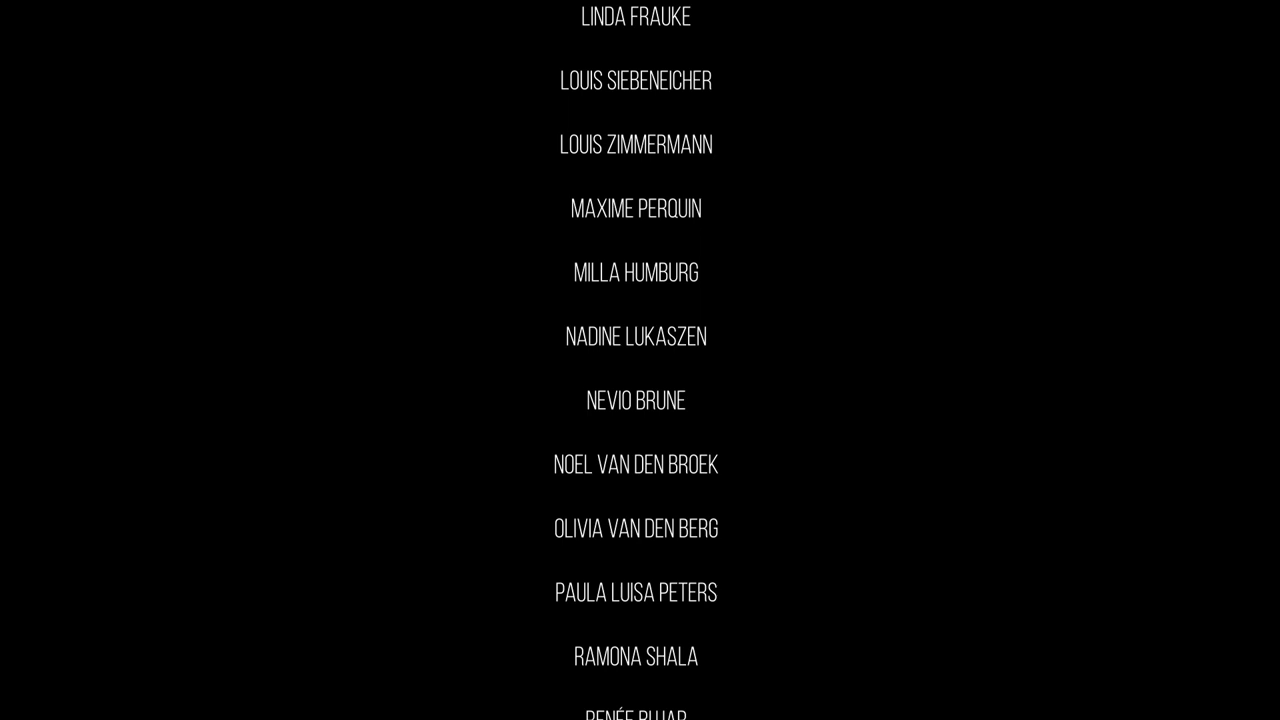 LINDA FRAUKE
LOUIS SIEBENEICHER
LOUIS ZIMMERMANN
MAXIME PERQUIN
MILLA HUMBURG
NADINE LUKASZEN
NEVIO BRUNE
NOEL VAN DEN BROEK
OLIVIA VAN DEN BERG
PAULA LUISA PETERS
RAMONA SHALA
RENÉE